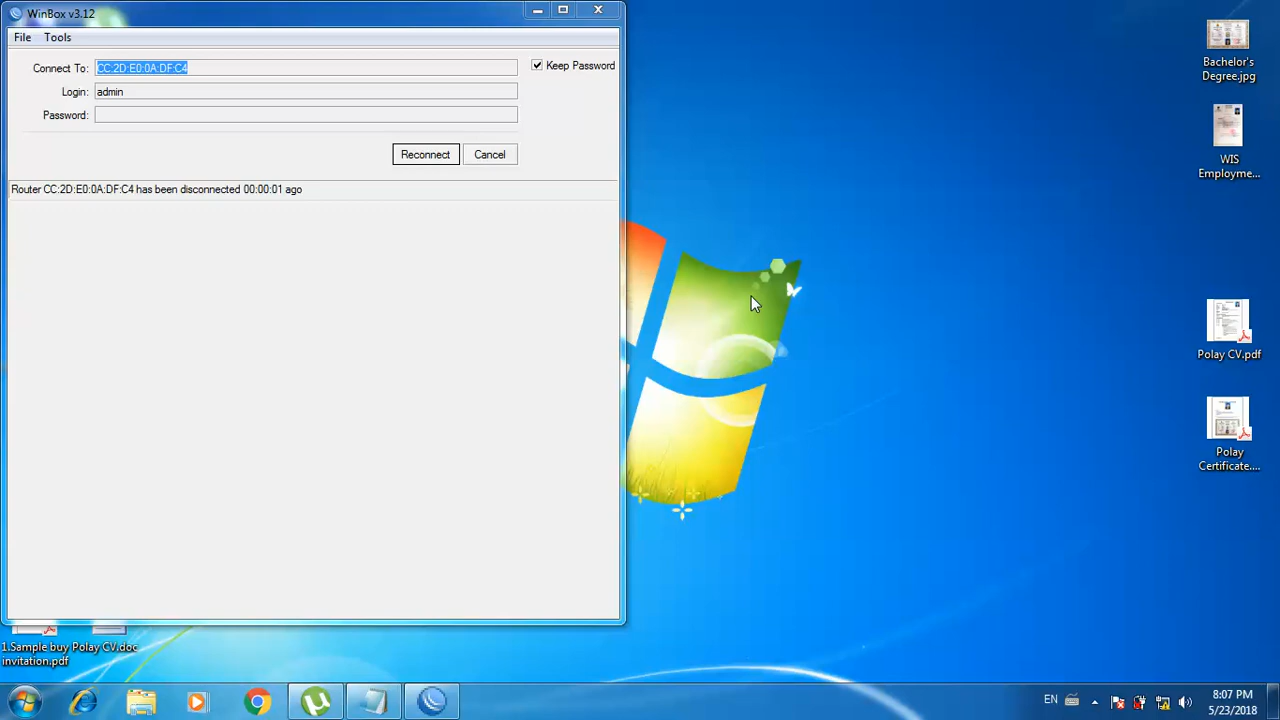 WinBox v3.12
File Tools
Connect To: CC:2D:E0:0A:DF:C4
Keep Password
Login: admin
Password:
Reconnect Cancel
Router CC:2D:E0:0A:DF:C4 has been disconnected 00:00:01 ago
Bachelor's
Degree.jpg
WIS
Employme...
Polay CV.pdf
Polay
Certificate....
1.Sample buy
invitation.pdf
Polay CV.doc
EN
8:07 PM
5/23/2018